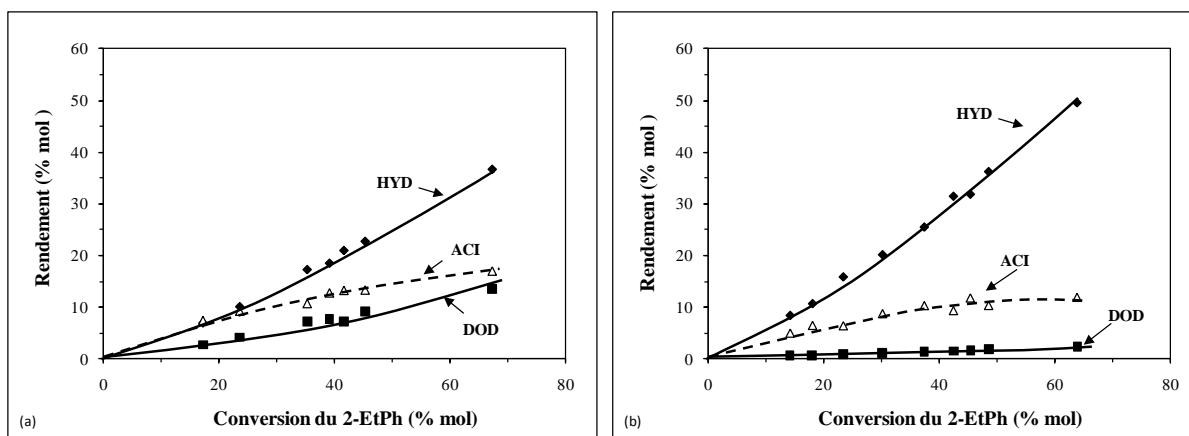 60
50
40
30
20
10
0
0 20 40 60 80
Rendement (% mol)
Conversion du 2-EtPh (% mol)
HYD
ACI
DOD
(a)
60
50
40
30
20
10
0
0 20 40 60 80
Rendement (% mol)
Conversion du 2-EtPh (% mol)
HYD
ACI
DOD
(b)